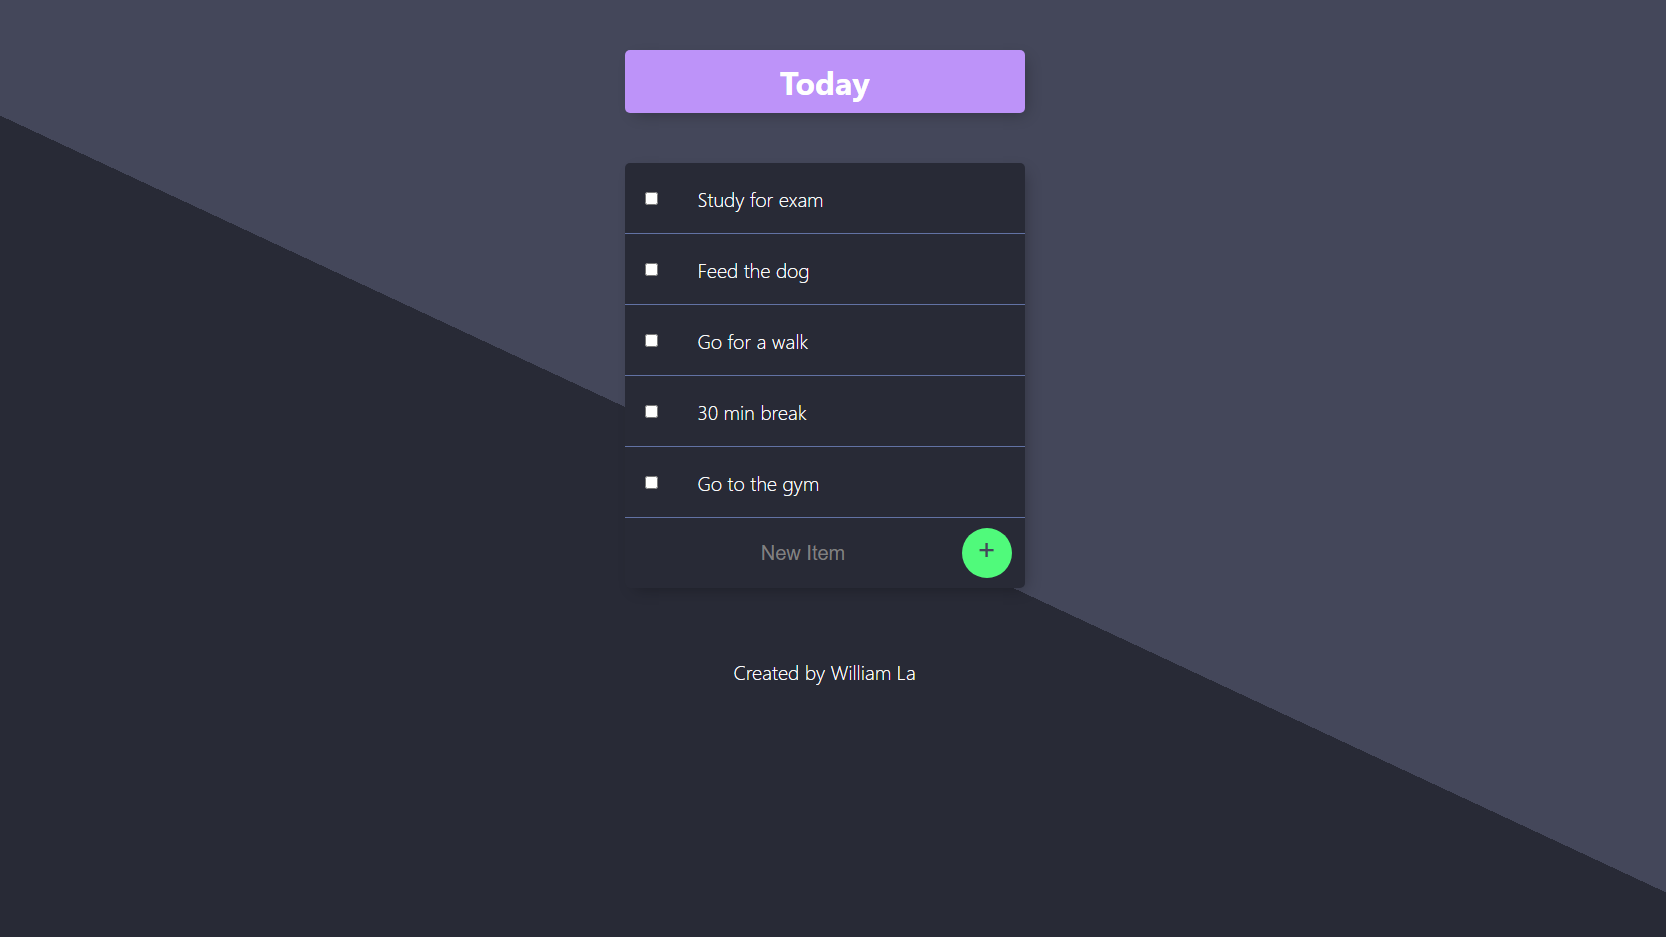 Today
Study for exam
Feed the dog
Go for a walk
30 min break
Go to the gym
New Item
+
Created by William La